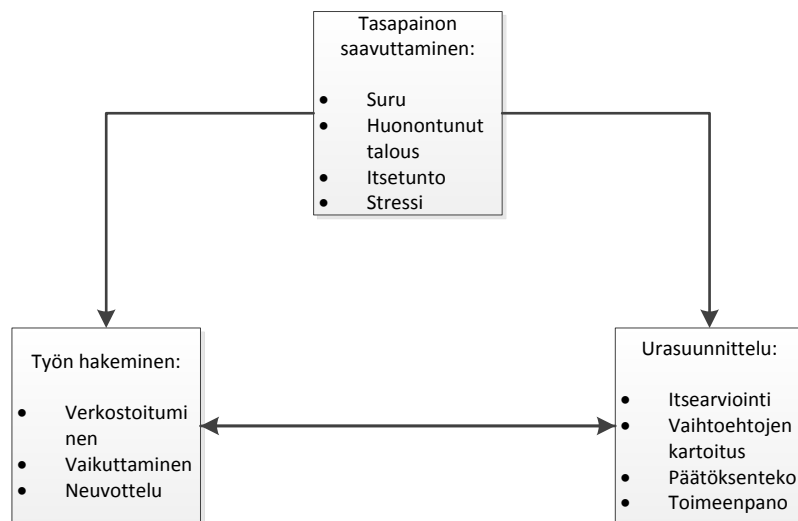 Tasapainon
saavuttaminen:
• Suru
• Huonontunut
talous
• Itsetunto
• Stressi
Työn hakeminen:
• Verkostoitumi
nen
• Vaikuttaminen
• Neuvottelu
Urasuunnittelu:
• Itsearviointi
• Vaihtoehtojen
kartoitus
• Päätöksenteko
• Toimeenpano